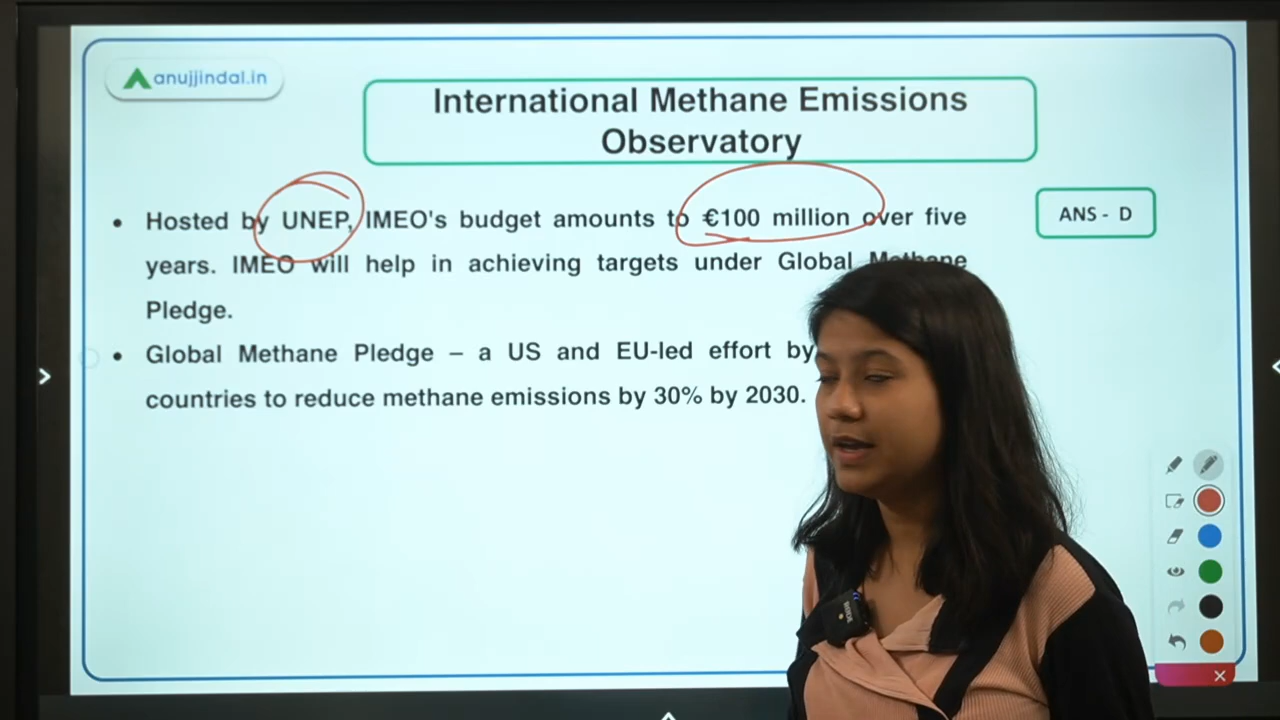 anujjindal.in
International Methane Emissions
Observatory
Hosted by UNEP, IMEO's budget amounts to €100 million over five
years. IMEO will help in achieving targets under Global Methane
Pledge.
Global Methane Pledge – a US and EU-led effort by
countries to reduce methane emissions by 30% by 2030.
ANS - D